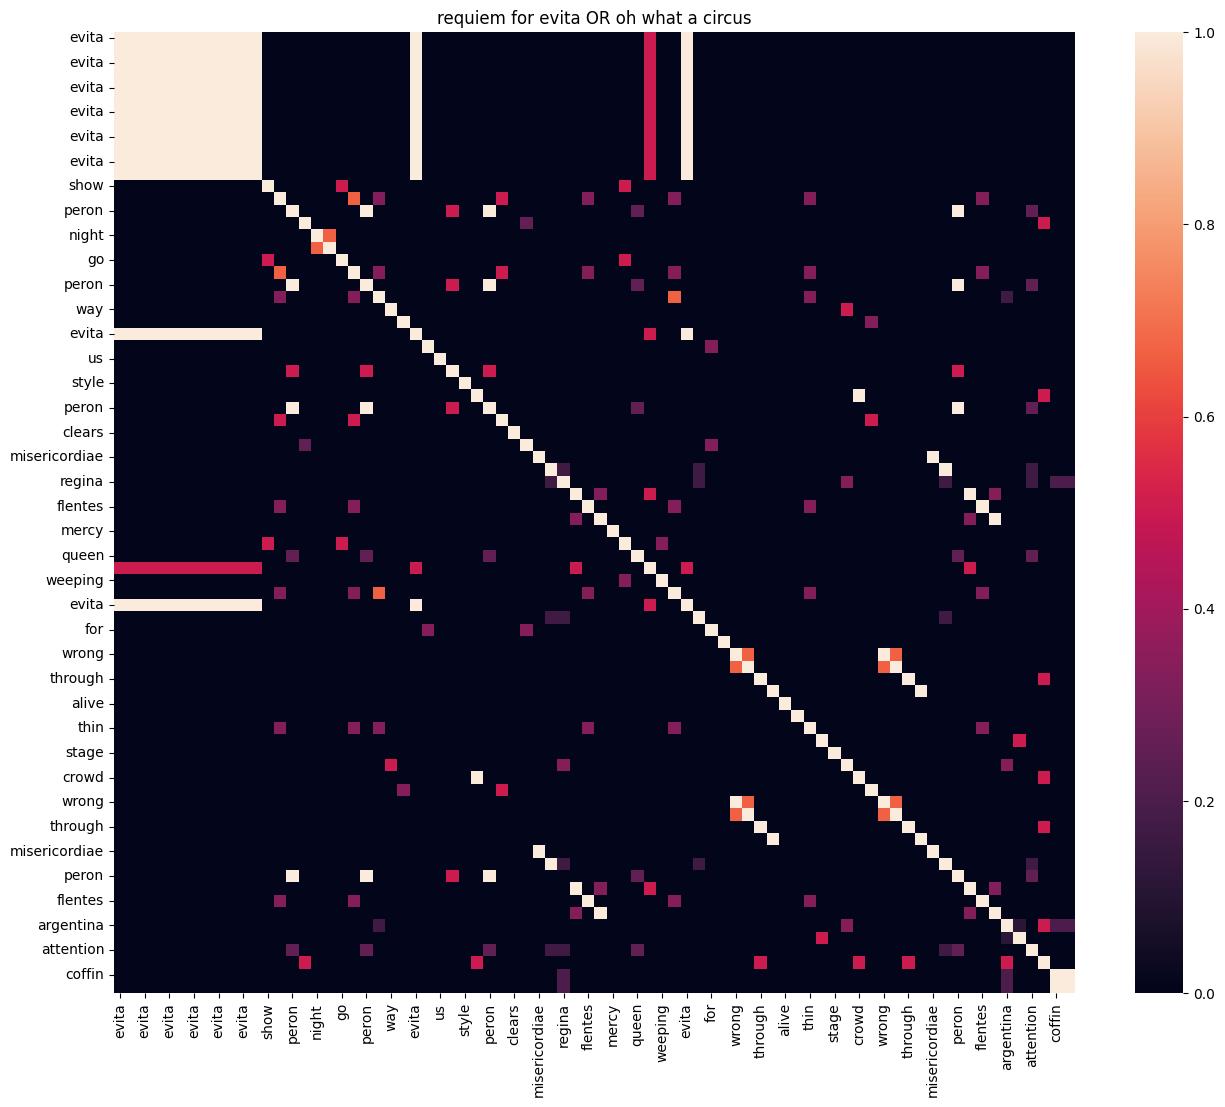 requiem for evita OR oh what a circus
evita
evita
evita
evita
evita
evita
show
peron
night
go
peron
way
evita
us
style
peron
clears
misericordiae
regina
flentes
mercy
queen
weeping
evita
for
wrong
through
alive
thin
stage
crowd
wrong
through
misericordiae
peron
flentes
argentina
attention
coffin
evita
evita
evita
evita
evita
evita
show
peron
night
go
peron
way
evita
us
style
peron
clears
misericordiae
regina
flentes
mercy
queen
weeping
evita
for
wrong
through
alive
thin
stage
crowd
wrong
through
misericordiae
peron
flentes
argentina
attention
coffin
1.0
0.8
0.6
0.4
0.2
0.0